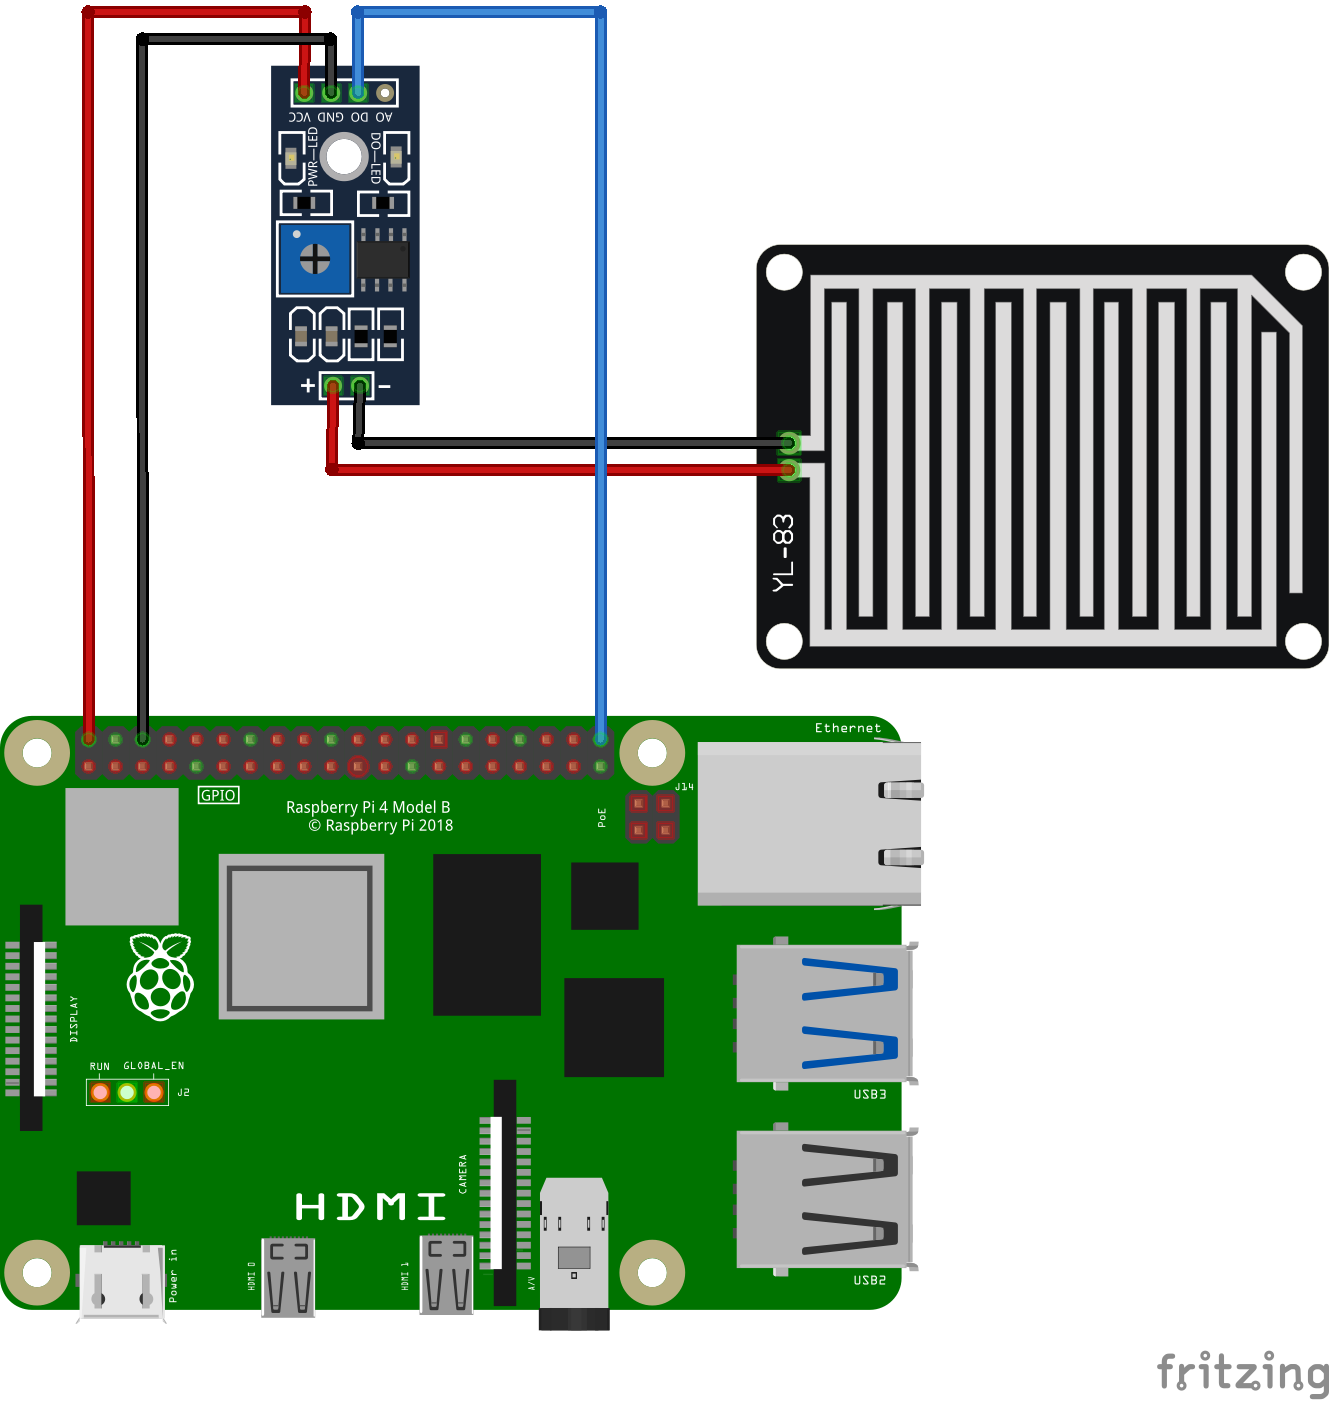 VCC GND DO AO
PWR-LED
DO-LED
+ -
YL-83
Ethernet
J14
GPIO
PoE
Raspberry Pi 4 Model B
© Raspberry Pi 2018
DISPLAY
RUN GLOBAL_EN
J2
USB3
CAMERA
HDMI
USB2
Power in
HDMI 0
HDMI 1
A/V
fritzing